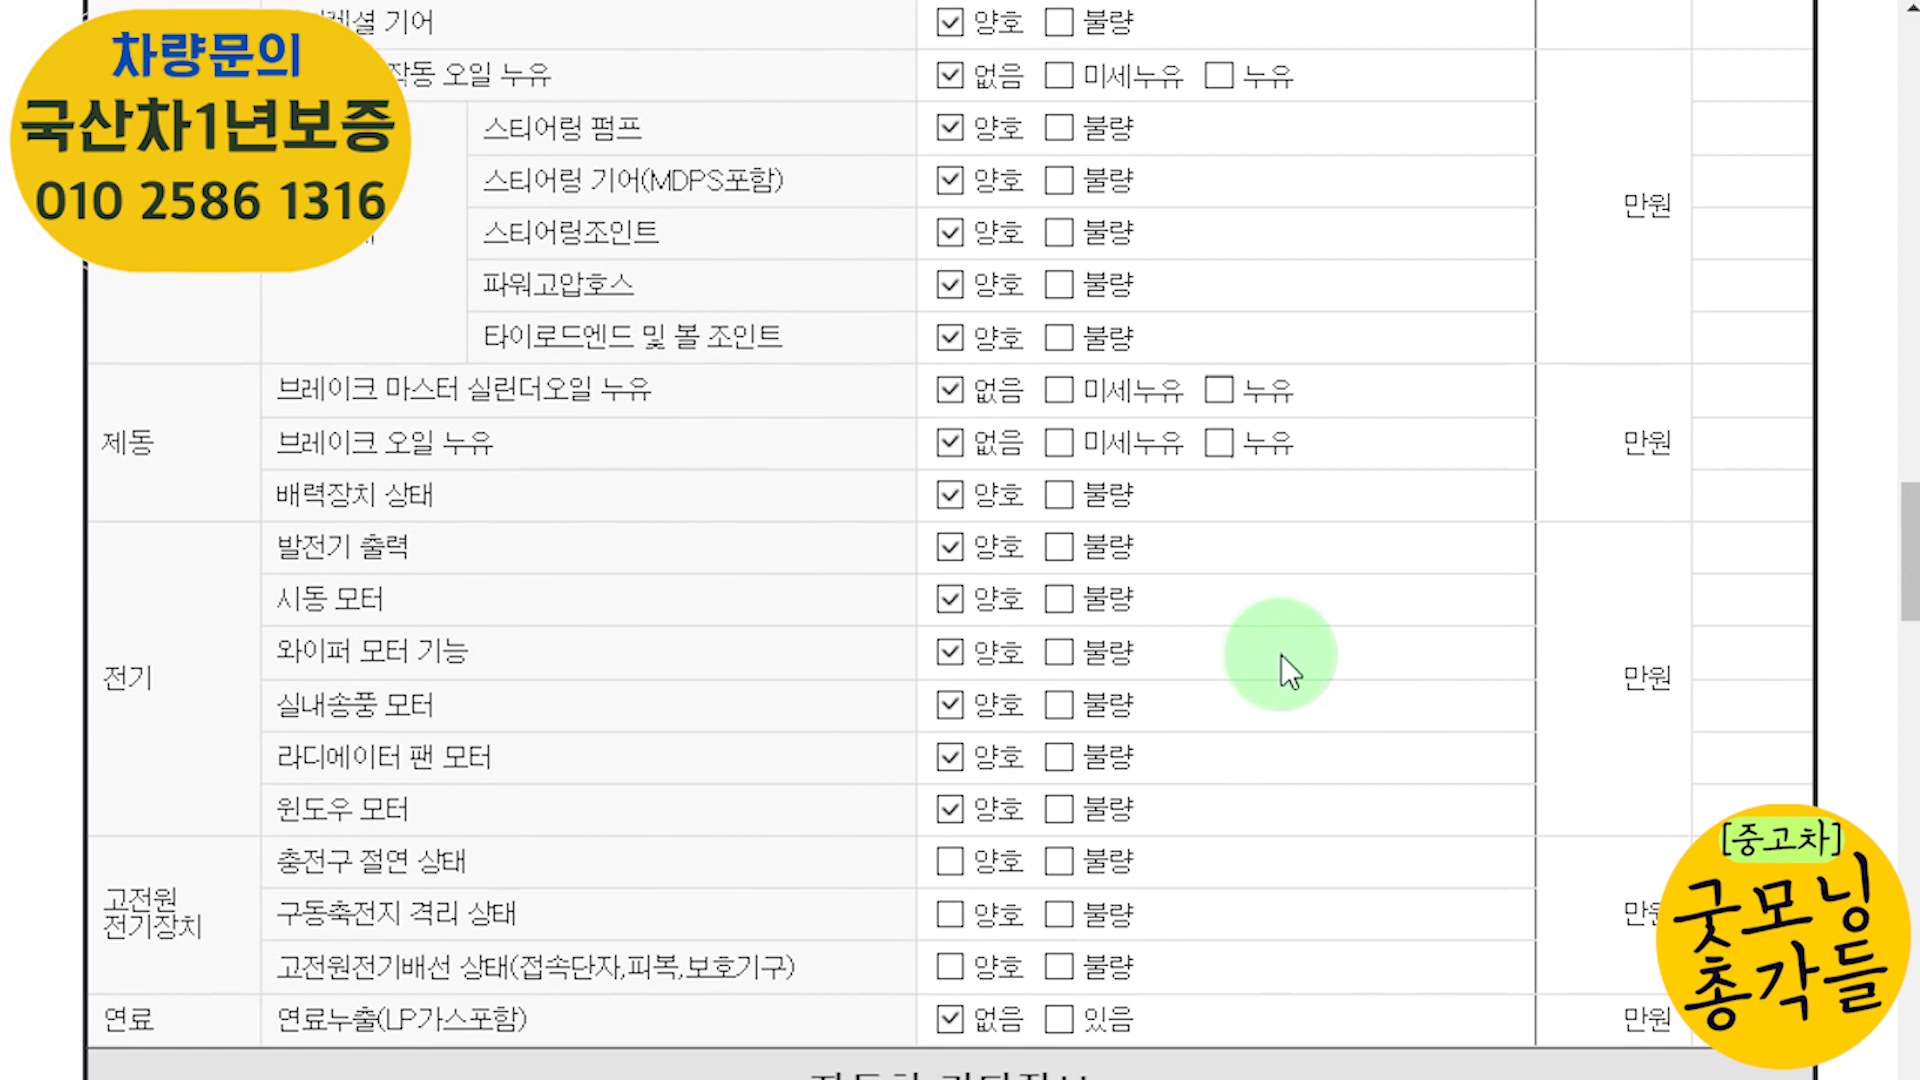 차량문의
국산차1년보증
010 2586 1316
기어 양호 불량
작동 오일 누유 없음 미세누유 누유
스티어링 펌프 양호 불량
스티어링 기어(MDPS포함) 양호 불량
만원
스티어링조인트 양호 불량
파워고압호스 양호 불량
타이로드엔드 및 볼 조인트 양호 불량
제동
브레이크 마스터 실린더오일 누유 없음 미세누유 누유
브레이크 오일 누유 없음 미세누유 누유
만원
배력장치 상태 양호 불량
전기
발전기 출력 양호 불량
시동 모터 양호 불량
와이퍼 모터 기능 양호 불량
만원
실내송풍 모터 양호 불량
라디에이터 팬 모터 양호 불량
윈도우 모터 양호 불량
고전원
전기장치
충전구 절연 상태 양호 불량
구동축전지 격리 상태 양호 불량
고전원전기배선 상태(접속단자,피복,보호기구) 양호 불량
연료 연료누출(LP가스포함) 없음 있음 만원
[중고차]
굿모닝
총각들